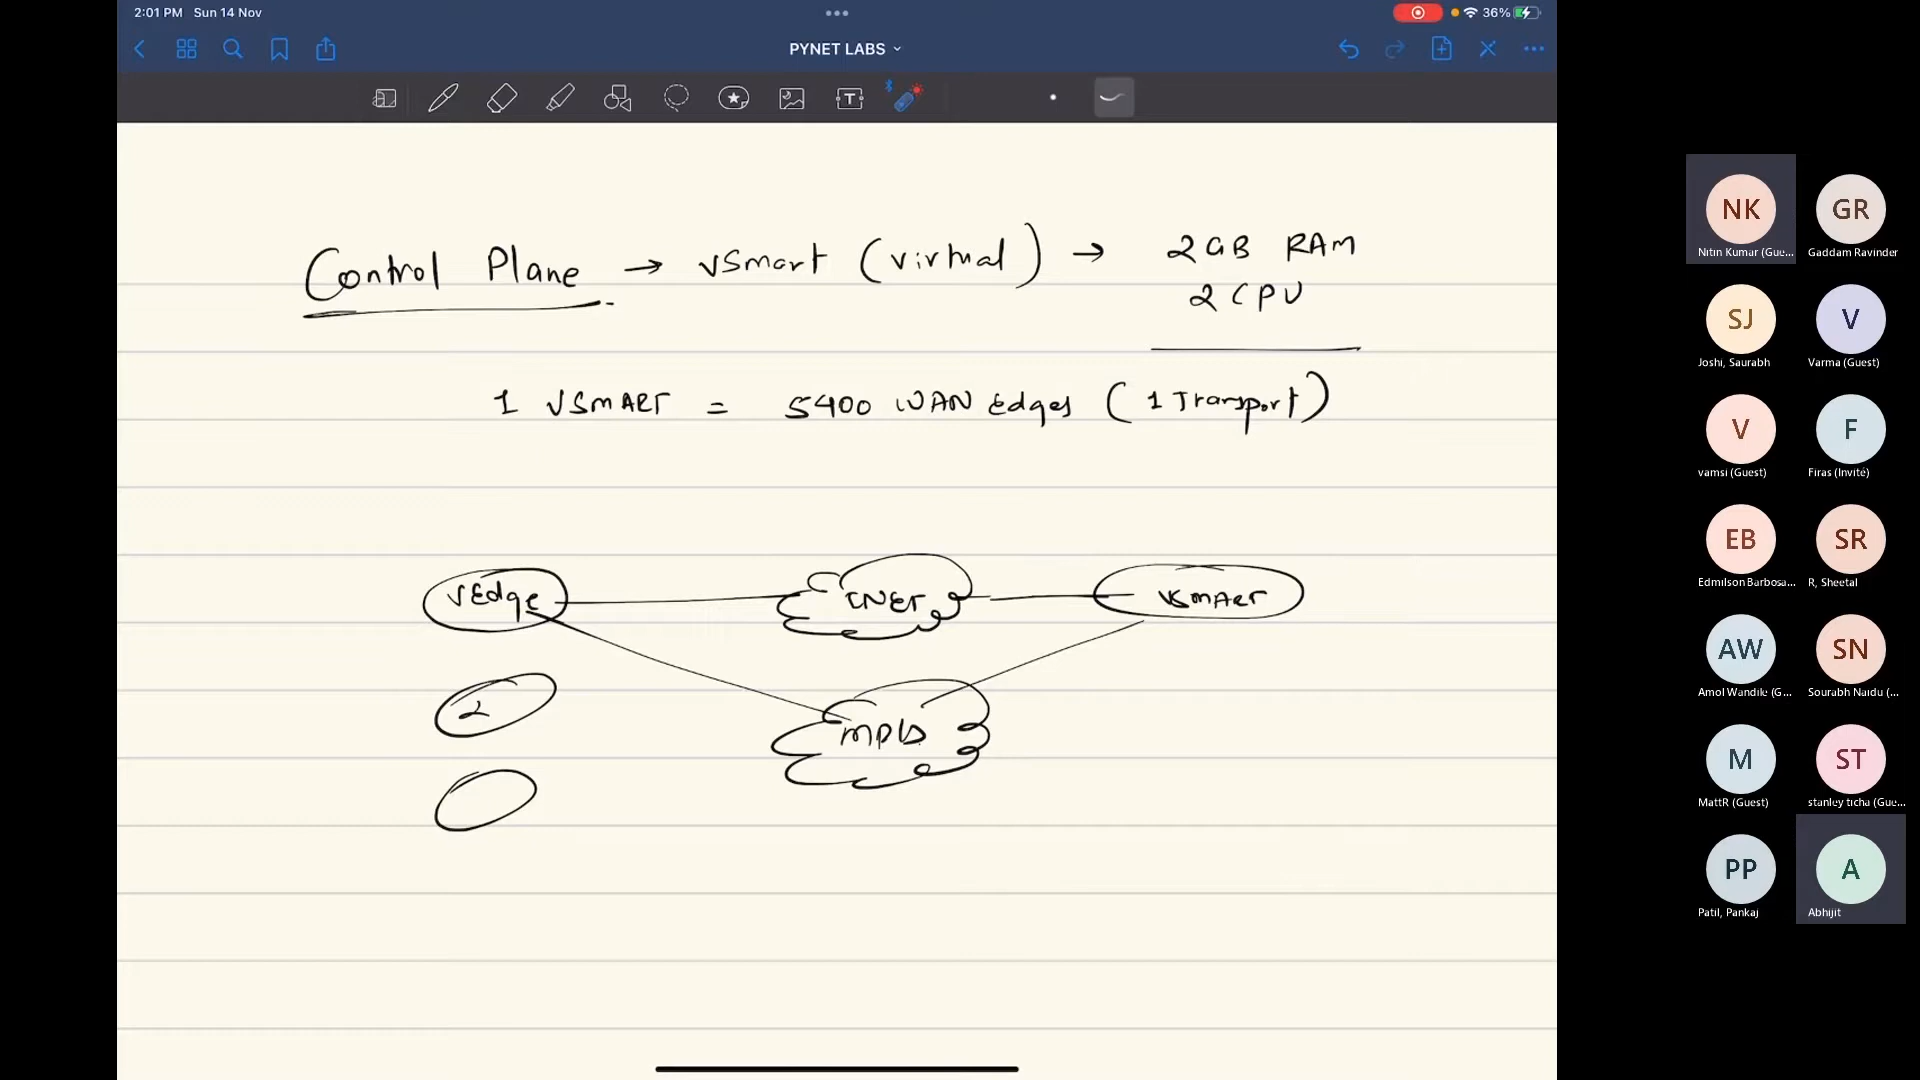 2:01 PM Sun 14 Nov
36%
PYNET LABS
T
Control Plane → vSmart (virtual) → 2GB RAM
2 CPU
1 vSMART = 5400 WAN Edges (1 Transport)
vEdge
INET
vSMART
2
MPLS
NK
Nitin Kumar (Gue...
GR
Gaddam Ravinder
SJ
Joshi, Saurabh
V
Varma (Guest)
V
vamsi (Guest)
F
Firas (Invité)
EB
Edmilson Barbosa...
SR
R, Sheetal
AW
Amol Wandile (G...
SN
Sourabh Naidu (...
M
MattR (Guest)
ST
stanley ticha (Gue...
PP
Patil, Pankaj
A
Abhijit